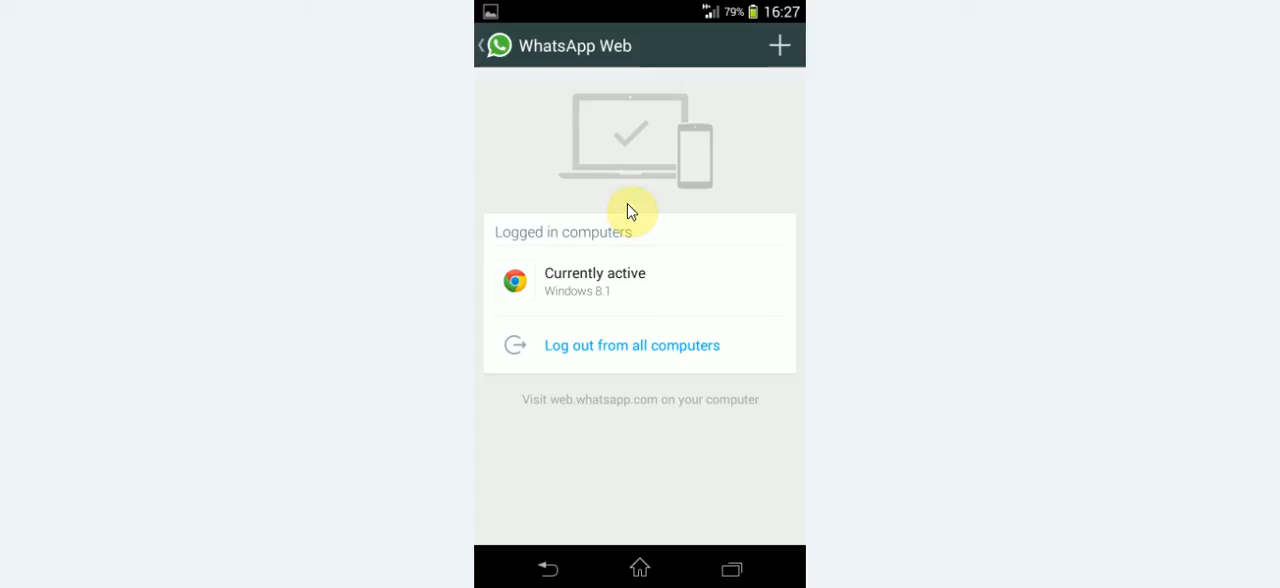 79% 16:27
WhatsApp Web
Logged in computers
Currently active
Windows 8.1
Log out from all computers
Visit web.whatsapp.com on your computer